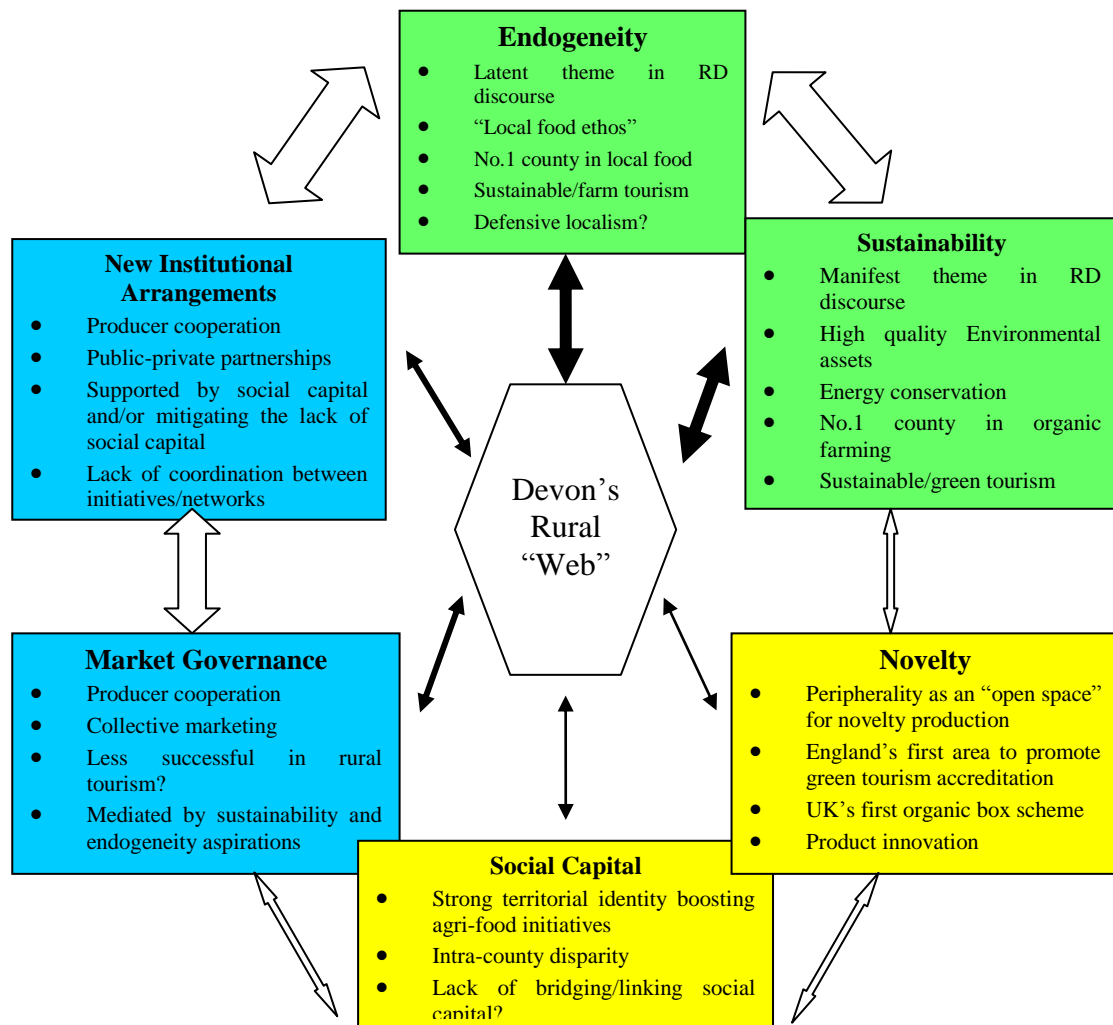 Endogeneity
• Latent theme in RD
discourse
• “Local food ethos”
• No.1 county in local food
• Sustainable/farm tourism
• Defensive localism?
New Institutional
Arrangements
• Producer cooperation
• Public-private partnerships
• Supported by social capital
and/or mitigating the lack of
social capital
• Lack of coordination between
initiatives/networks
Sustainability
• Manifest theme in RD
discourse
• High quality Environmental
assets
• Energy conservation
• No.1 county in organic
farming
• Sustainable/green tourism
Devon’s
Rural
“Web”
Market Governance
• Producer cooperation
• Collective marketing
• Less successful in rural
tourism?
• Mediated by sustainability and
endogeneity aspirations
Novelty
• Peripherality as an “open space”
for novelty production
• England’s first area to promote
green tourism accreditation
• UK’s first organic box scheme
• Product innovation
Social Capital
• Strong territorial identity boosting
agri-food initiatives
• Intra-county disparity
• Lack of bridging/linking social
capital?